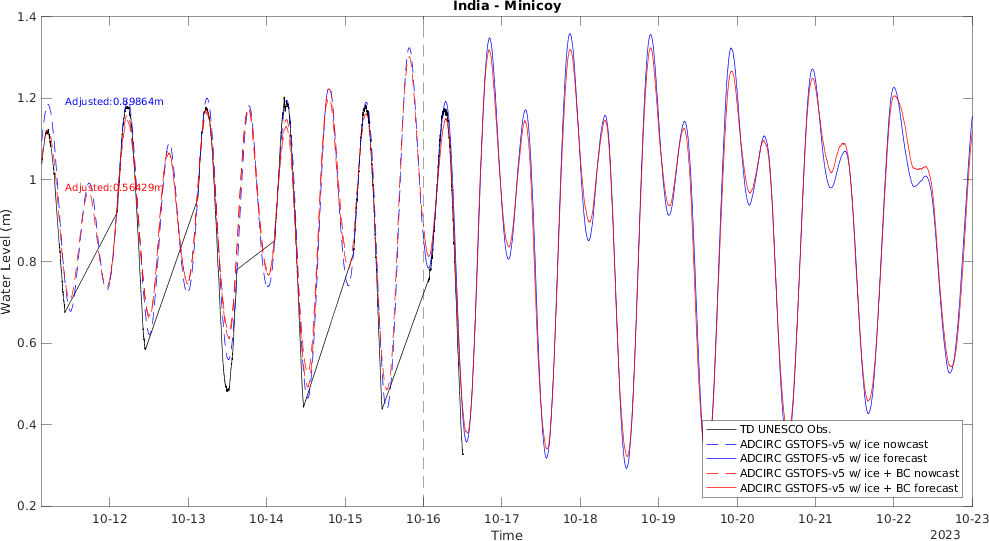 India - Minicoy
Water Level (m)
1.4
1.2
1
0.8
0.6
0.4
0.2
Adjusted:0.89864m
Adjusted:0.56429m
TD UNESCO Obs.
ADCIRC GSTOFS-v5 w/ ice nowcast
ADCIRC GSTOFS-v5 w/ ice forecast
ADCIRC GSTOFS-v5 w/ ice + BC nowcast
ADCIRC GSTOFS-v5 w/ ice + BC forecast
10-12 10-13 10-14 10-15 10-16 10-17 10-18 10-19 10-20 10-21 10-22 10-23
Time
2023